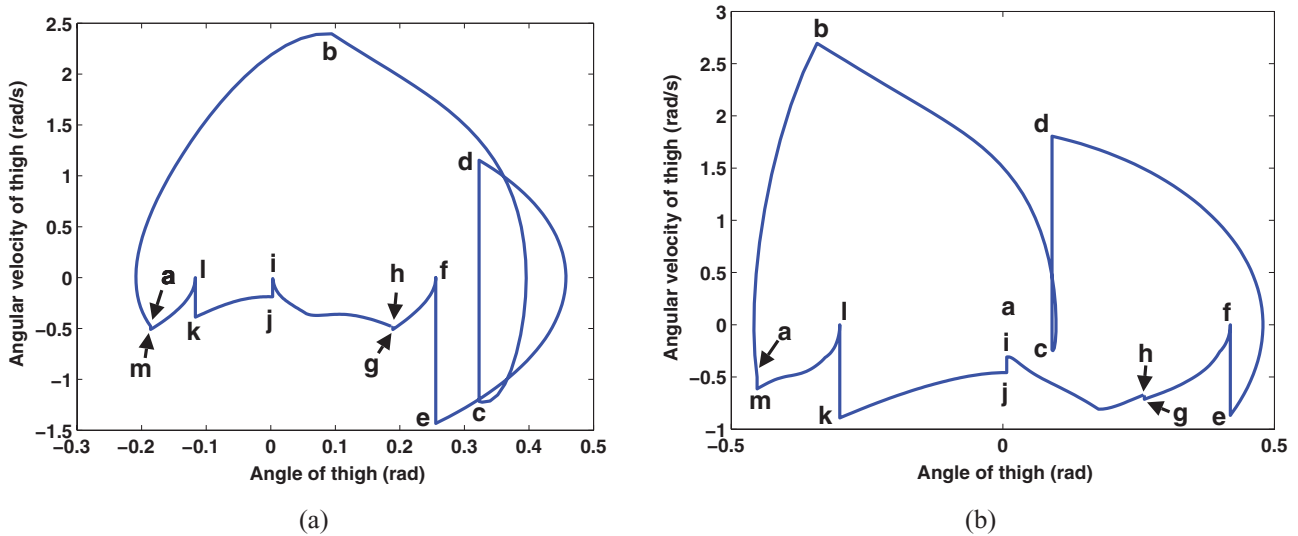 2.5
2
1.5
1
0.5
0
−0.5
−1
−1.5
−0.3 −0.2 −0.1 0 0.1 0.2 0.3 0.4 0.5
Angular velocity of thigh (rad/s)
Angle of thigh (rad)
b
d
a
l
i
h
f
m
k
j
g
e
c
(a)
3
2.5
2
1.5
1
0.5
0
−0.5
−1
−0.5 0 0.5
Angular velocity of thigh (rad/s)
Angle of thigh (rad)
b
d
a
l
a
i
f
c
h
m
j
k
g
e
(b)